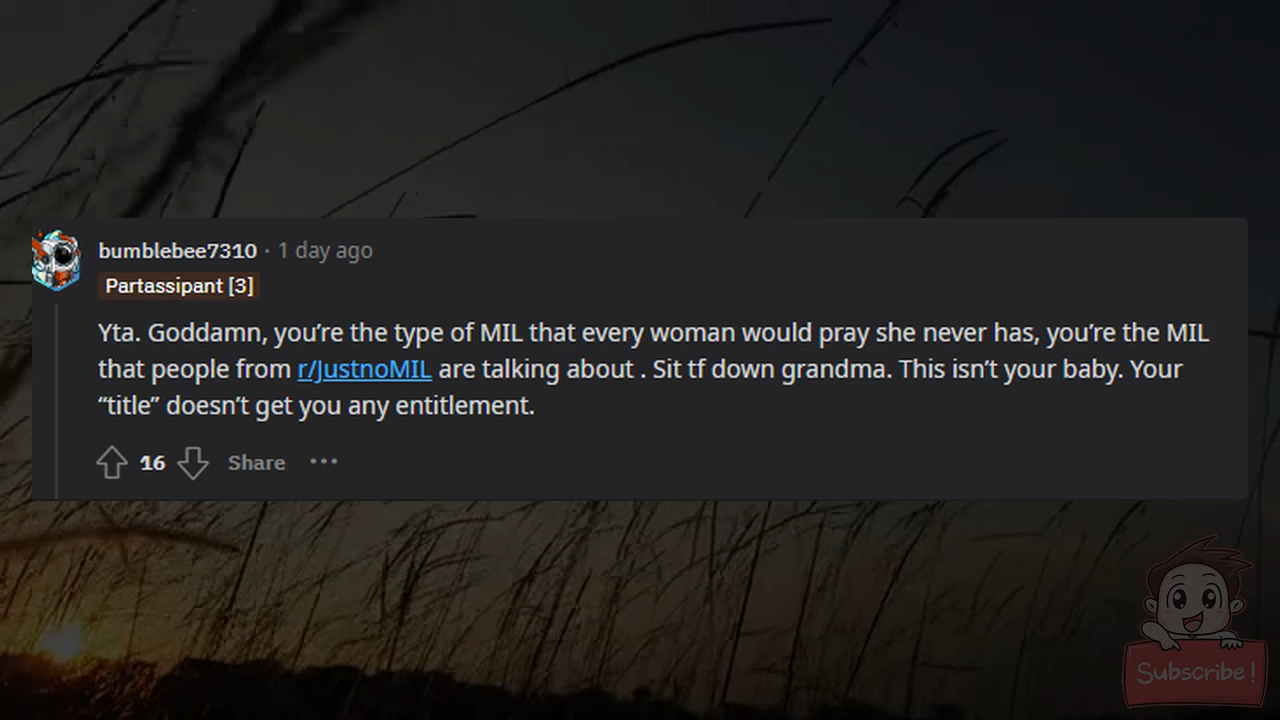 bumblebee7310 · 1 day ago
Partassipant [3]
Yta. Goddamn, you’re the type of MIL that every woman would pray she never has, you’re the MIL
that people from r/JustnoMIL are talking about . Sit tf down grandma. This isn’t your baby. Your
“title” doesn’t get you any entitlement.
16 Share
Subscribe!